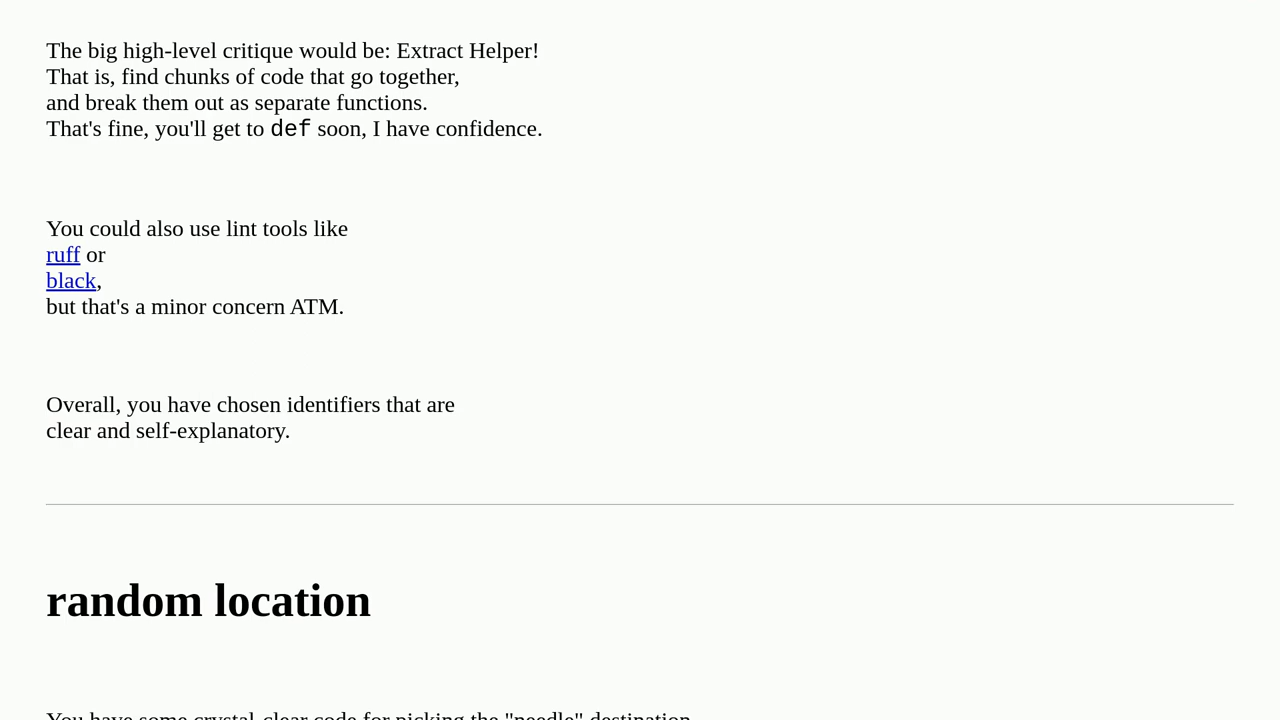 The big high-level critique would be: Extract Helper!
That is, find chunks of code that go together,
and break them out as separate functions.
That's fine, you'll get to def soon, I have confidence.
You could also use lint tools like
ruff or
black,
but that's a minor concern ATM.
Overall, you have chosen identifiers that are
clear and self-explanatory.
random location
You have some crystal-clear code for picking the "needle" destination